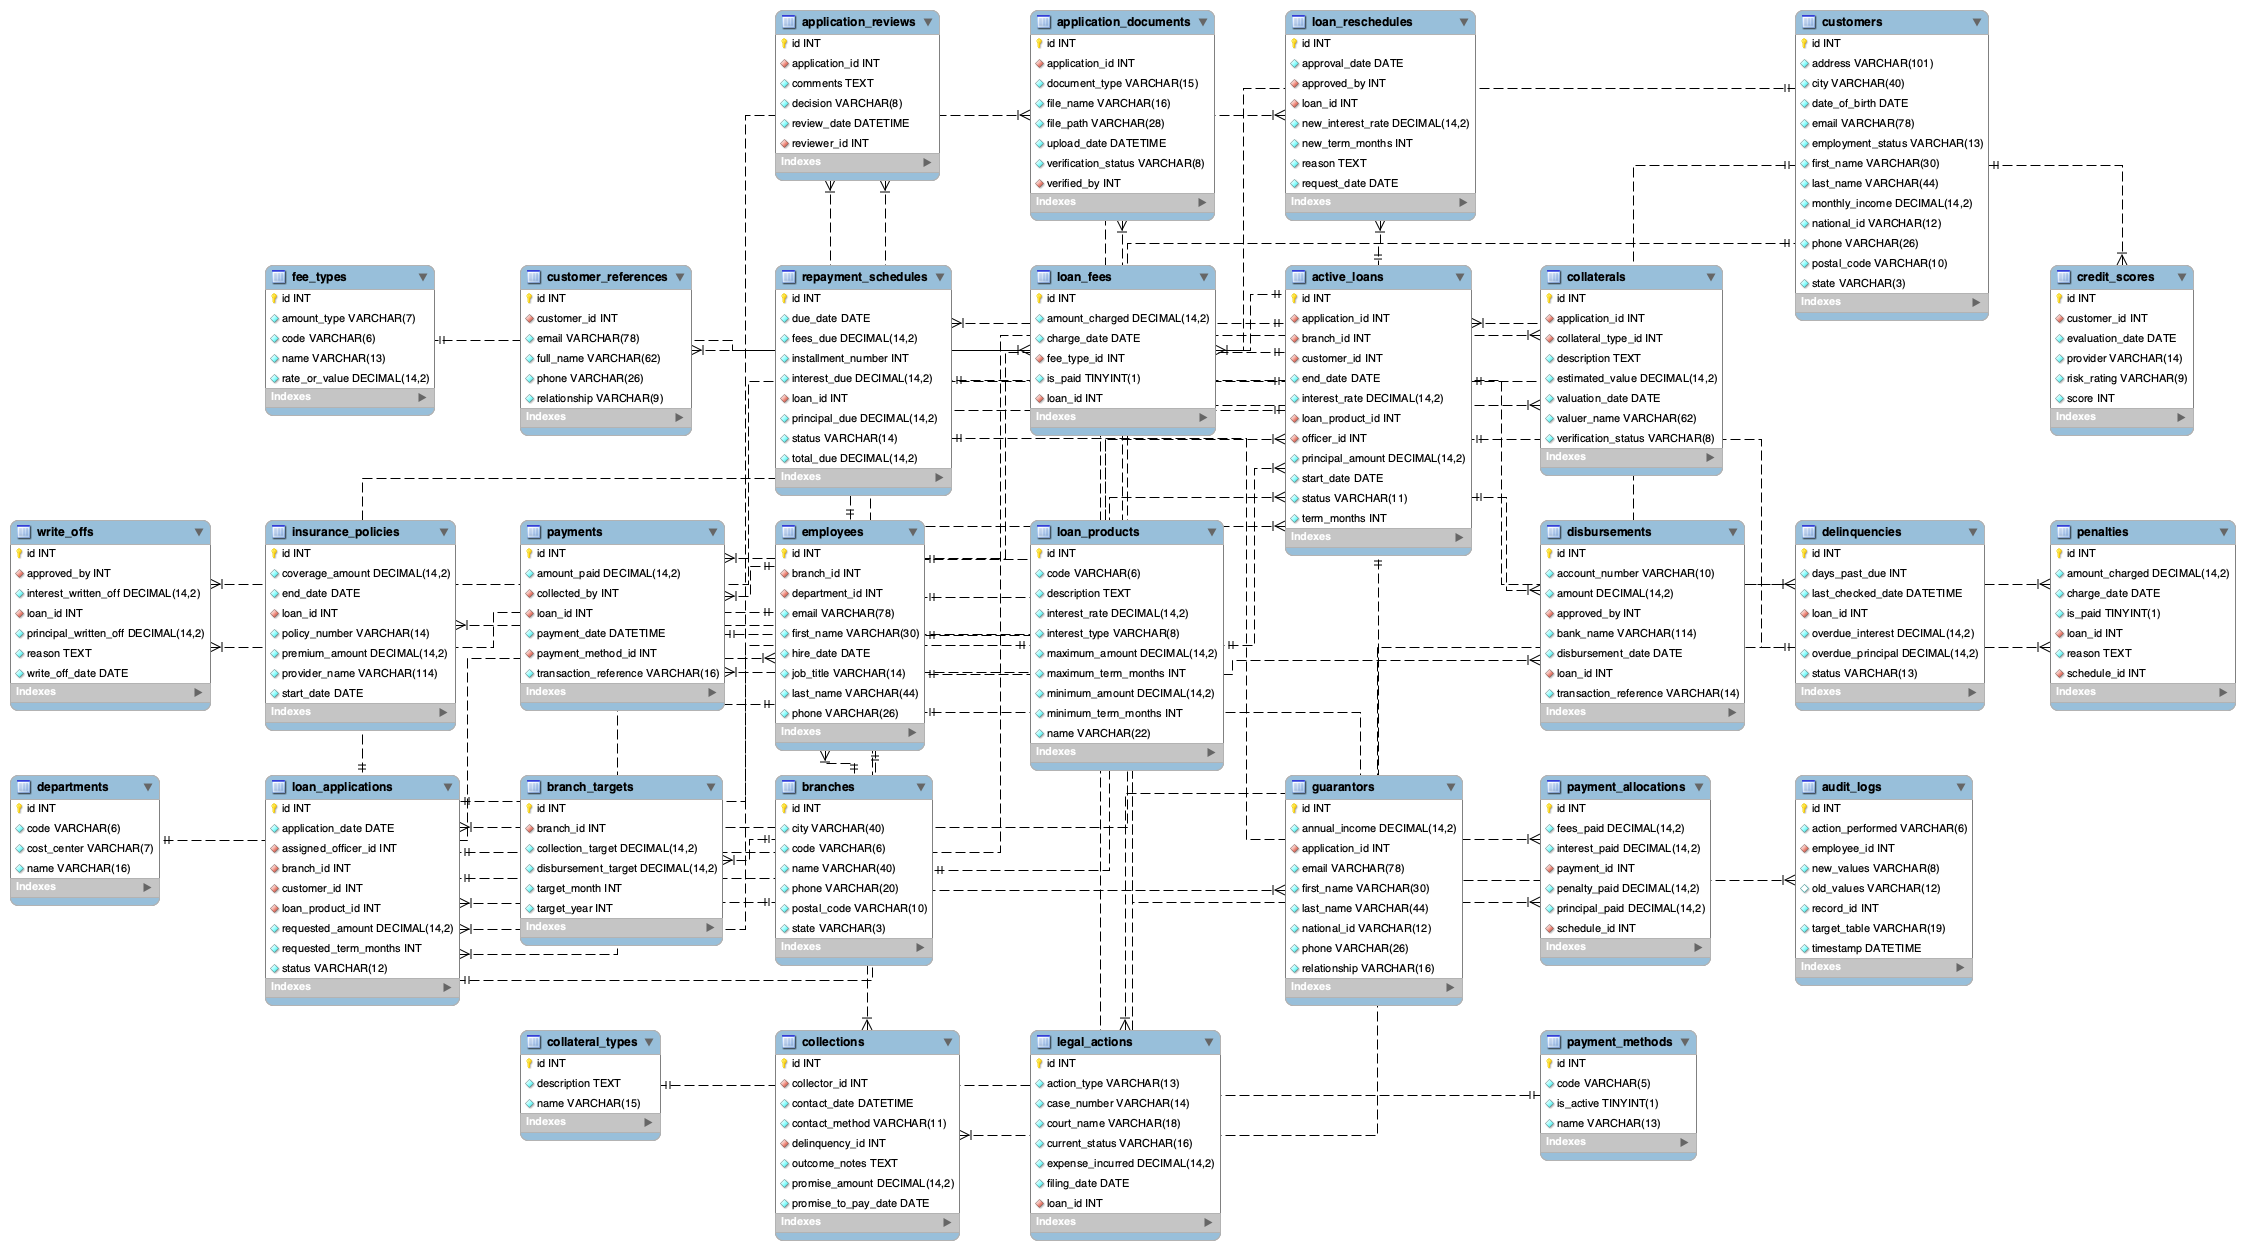 application_reviews
id INT
application_id INT
comments TEXT
decision VARCHAR(8)
review_date DATETIME
reviewer_id INT
Indexes
application_documents
id INT
application_id INT
document_type VARCHAR(15)
file_name VARCHAR(16)
file_path VARCHAR(28)
upload_date DATETIME
verification_status VARCHAR(8)
verified_by INT
Indexes
loan_reschedules
id INT
approval_date DATE
approved_by INT
loan_id INT
new_interest_rate DECIMAL(14,2)
new_term_months INT
reason TEXT
request_date DATE
Indexes
customers
id INT
address VARCHAR(101)
city VARCHAR(40)
date_of_birth DATE
email VARCHAR(78)
employment_status VARCHAR(13)
first_name VARCHAR(30)
last_name VARCHAR(44)
monthly_income DECIMAL(14,2)
national_id VARCHAR(12)
phone VARCHAR(26)
postal_code VARCHAR(10)
state VARCHAR(3)
Indexes
fee_types
id INT
amount_type VARCHAR(7)
code VARCHAR(6)
name VARCHAR(13)
rate_or_value DECIMAL(14,2)
Indexes
customer_references
id INT
customer_id INT
email VARCHAR(78)
full_name VARCHAR(62)
phone VARCHAR(26)
relationship VARCHAR(9)
Indexes
repayment_schedules
id INT
due_date DATE
fees_due DECIMAL(14,2)
installment_number INT
interest_due DECIMAL(14,2)
loan_id INT
principal_due DECIMAL(14,2)
status VARCHAR(14)
total_due DECIMAL(14,2)
Indexes
loan_fees
id INT
amount_charged DECIMAL(14,2)
charge_date DATE
fee_type_id INT
is_paid TINYINT(1)
loan_id INT
Indexes
active_loans
id INT
application_id INT
branch_id INT
customer_id INT
end_date DATE
interest_rate DECIMAL(14,2)
loan_product_id INT
officer_id INT
principal_amount DECIMAL(14,2)
start_date DATE
status VARCHAR(11)
term_months INT
Indexes
collaterals
id INT
application_id INT
collateral_type_id INT
description TEXT
estimated_value DECIMAL(14,2)
valuation_date DATE
valuer_name VARCHAR(62)
verification_status VARCHAR(8)
Indexes
credit_scores
id INT
customer_id INT
evaluation_date DATE
provider VARCHAR(14)
risk_rating VARCHAR(9)
score INT
Indexes
write_offs
id INT
approved_by INT
interest_written_off DECIMAL(14,2)
loan_id INT
principal_written_off DECIMAL(14,2)
reason TEXT
write_off_date DATE
Indexes
insurance_policies
id INT
coverage_amount DECIMAL(14,2)
end_date DATE
loan_id INT
policy_number VARCHAR(14)
premium_amount DECIMAL(14,2)
provider_name VARCHAR(114)
start_date DATE
Indexes
payments
id INT
amount_paid DECIMAL(14,2)
collected_by INT
loan_id INT
payment_date DATETIME
payment_method_id INT
transaction_reference VARCHAR(16)
Indexes
employees
id INT
branch_id INT
department_id INT
email VARCHAR(78)
first_name VARCHAR(30)
hire_date DATE
job_title VARCHAR(14)
last_name VARCHAR(44)
phone VARCHAR(26)
Indexes
loan_products
id INT
code VARCHAR(6)
description TEXT
interest_rate DECIMAL(14,2)
interest_type VARCHAR(8)
maximum_amount DECIMAL(14,2)
maximum_term_months INT
minimum_amount DECIMAL(14,2)
minimum_term_months INT
name VARCHAR(22)
Indexes
disbursements
id INT
account_number VARCHAR(10)
amount DECIMAL(14,2)
approved_by INT
bank_name VARCHAR(114)
disbursement_date DATE
loan_id INT
transaction_reference VARCHAR(14)
Indexes
delinquencies
id INT
days_past_due INT
last_checked_date DATETIME
loan_id INT
overdue_interest DECIMAL(14,2)
overdue_principal DECIMAL(14,2)
status VARCHAR(13)
Indexes
penalties
id INT
amount_charged DECIMAL(14,2)
charge_date DATE
is_paid TINYINT(1)
loan_id INT
reason TEXT
schedule_id INT
Indexes
departments
id INT
code VARCHAR(6)
cost_center VARCHAR(7)
name VARCHAR(16)
Indexes
loan_applications
id INT
application_date DATE
assigned_officer_id INT
branch_id INT
customer_id INT
loan_product_id INT
requested_amount DECIMAL(14,2)
requested_term_months INT
status VARCHAR(12)
Indexes
branch_targets
id INT
branch_id INT
collection_target DECIMAL(14,2)
disbursement_target DECIMAL(14,2)
target_month INT
target_year INT
Indexes
branches
id INT
city VARCHAR(40)
code VARCHAR(6)
name VARCHAR(40)
phone VARCHAR(20)
postal_code VARCHAR(10)
state VARCHAR(3)
Indexes
guarantors
id INT
annual_income DECIMAL(14,2)
application_id INT
email VARCHAR(78)
first_name VARCHAR(30)
last_name VARCHAR(44)
national_id VARCHAR(12)
phone VARCHAR(26)
relationship VARCHAR(16)
Indexes
payment_allocations
id INT
fees_paid DECIMAL(14,2)
interest_paid DECIMAL(14,2)
payment_id INT
penalty_paid DECIMAL(14,2)
principal_paid DECIMAL(14,2)
schedule_id INT
Indexes
audit_logs
id INT
action_performed VARCHAR(6)
employee_id INT
new_values VARCHAR(8)
old_values VARCHAR(12)
record_id INT
target_table VARCHAR(19)
timestamp DATETIME
Indexes
collateral_types
id INT
description TEXT
name VARCHAR(15)
Indexes
collections
id INT
collector_id INT
contact_date DATETIME
contact_method VARCHAR(11)
delinquency_id INT
outcome_notes TEXT
promise_amount DECIMAL(14,2)
promise_to_pay_date DATE
Indexes
legal_actions
id INT
action_type VARCHAR(13)
case_number VARCHAR(14)
court_name VARCHAR(18)
current_status VARCHAR(16)
expense_incurred DECIMAL(14,2)
filing_date DATE
loan_id INT
Indexes
payment_methods
id INT
code VARCHAR(5)
is_active TINYINT(1)
name VARCHAR(13)
Indexes